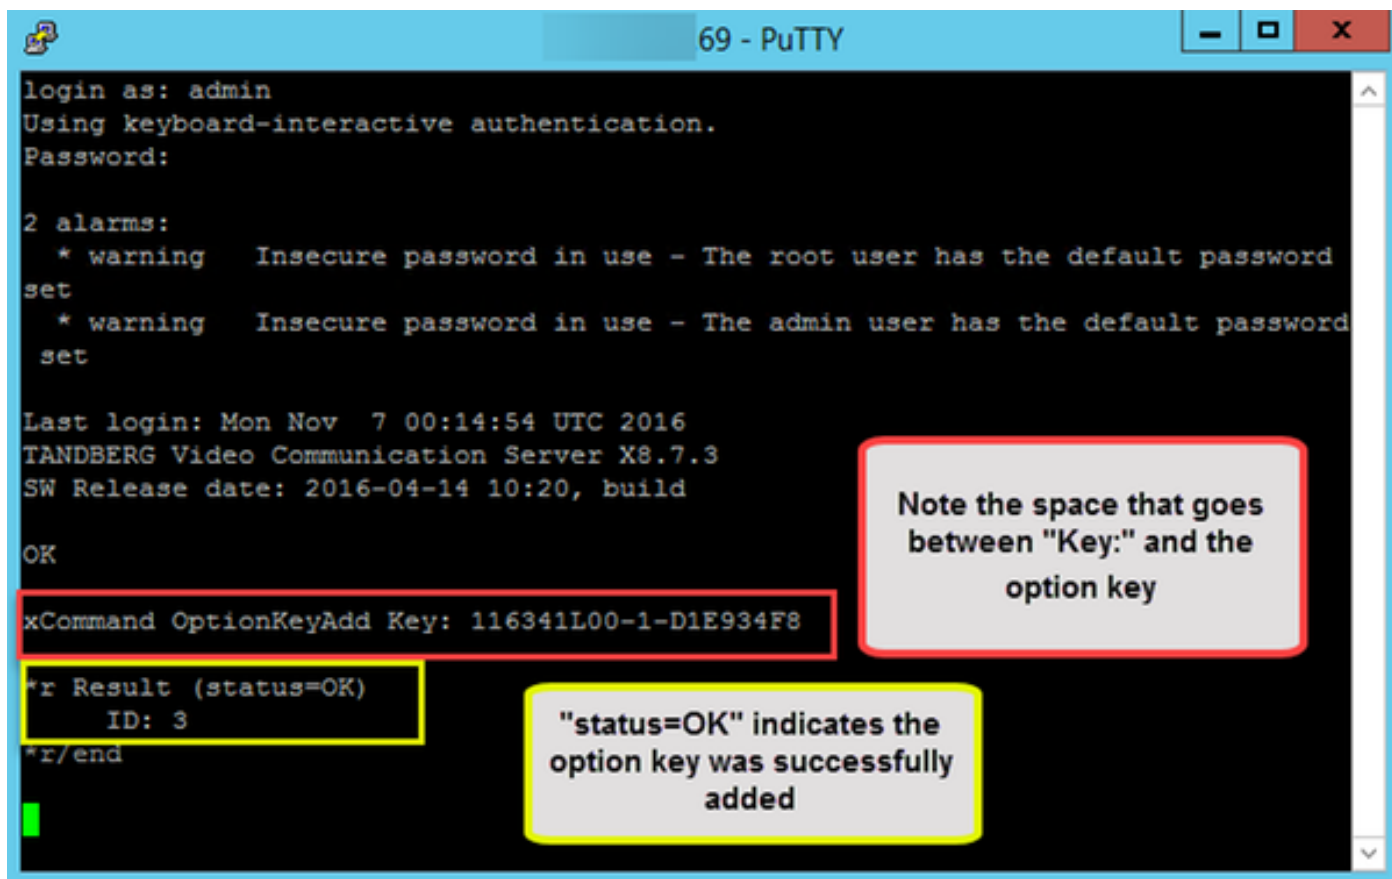 69 - PuTTY
login as: admin
Using keyboard-interactive authentication.
Password:
2 alarms:
* warning   Insecure password in use - The root user has the default password
set
* warning   Insecure password in use - The admin user has the default password
set
Last login: Mon Nov  7 00:14:54 UTC 2016
TANDBERG Video Communication Server X8.7.3
SW Release date: 2016-04-14 10:20, build
OK
xCommand OptionKeyAdd Key: 116341L00-1-D1E934F8
*r Result (status=OK)
ID: 3
*r/end
Note the space that goes
between "Key:" and the
option key
"status=OK" indicates the
option key was successfully
added